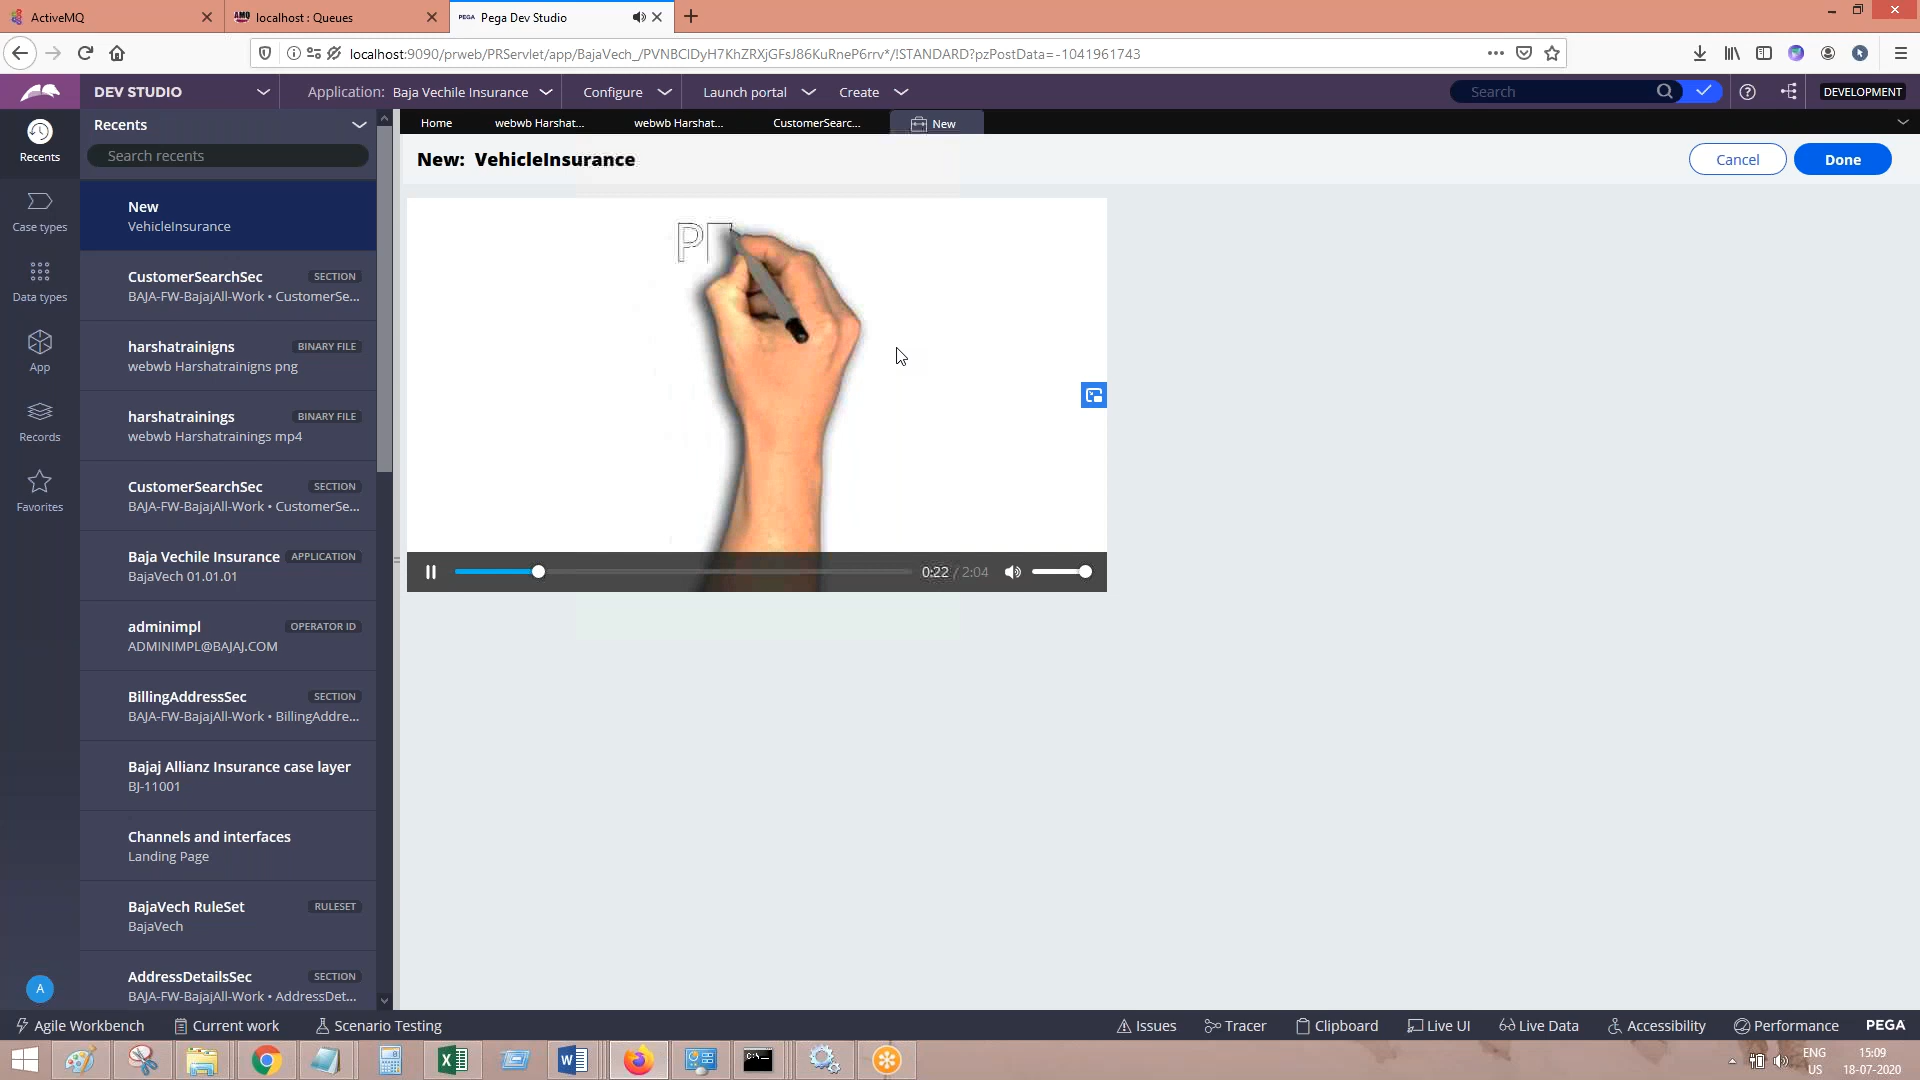 ActiveMQ
localhost : Queues
PEGA Pega Dev Studio
localhost:9090/prweb/PRServlet/app/BajaVech_/PVNBCIDyH7KhZRXjGFsJ86KuRneP6rrv*/!STANDARD?pzPostData=-1041961743
DEV STUDIO
Application: Baja Vechile Insurance
Configure
Launch portal
Create
Search
DEVELOPMENT
Recents
Search recents
Home
webwb Harshat...
webwb Harshat...
CustomerSearc...
New
New: VehicleInsurance
Cancel
Done
Recents
Case types
Data types
App
Records
Favorites
A
New
VehicleInsurance
CustomerSearchSec SECTION
BAJA-FW-BajajAll-Work • CustomerSe...
harshatrainigns BINARY FILE
webwb Harshatrainigns png
harshatrainings BINARY FILE
webwb Harshatrainings mp4
CustomerSearchSec SECTION
BAJA-FW-BajajAll-Work • CustomerSe...
Baja Vechile Insurance APPLICATION
BajaVech 01.01.01
adminimpl OPERATOR ID
ADMINIMPL@BAJAJ.COM
BillingAddressSec SECTION
BAJA-FW-BajajAll-Work • BillingAddre...
Bajaj Allianz Insurance case layer
BJ-11001
Channels and interfaces
Landing Page
BajaVech RuleSet RULESET
BajaVech
AddressDetailsSec SECTION
BAJA-FW-BajajAll-Work • AddressDet...
0:22 / 2:04
Agile Workbench
Current work
Scenario Testing
Issues
Tracer
Clipboard
Live UI
Live Data
Accessibility
Performance
PEGA
ENG
US
15:09
18-07-2020